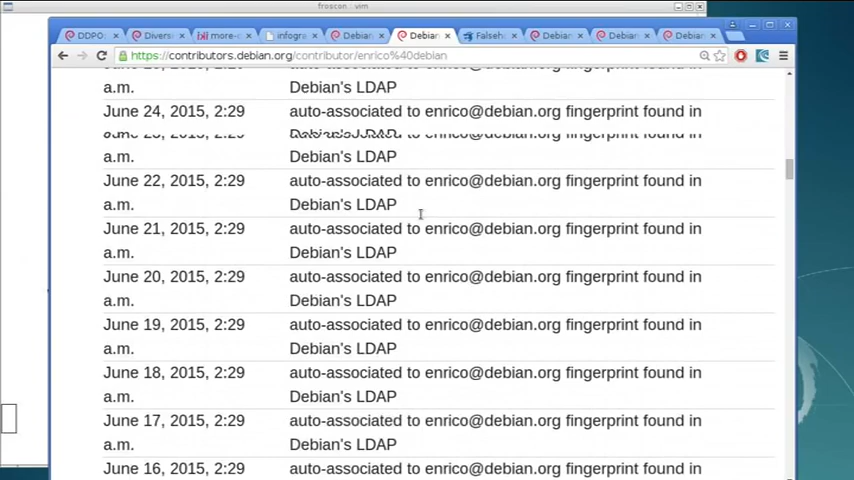 froscon : vim
DDPO:
Diversi
more-c
infogra
Debian
Debian
Falseh
Debian
Debian
Debian
https://contributors.debian.org/contributor/enrico%40debian
a.m.
Debian's LDAP
June 24, 2015, 2:29
auto-associated to enrico@debian.org fingerprint found in
a.m.
Debian's LDAP
June 22, 2015, 2:29
auto-associated to enrico@debian.org fingerprint found in
a.m.
Debian's LDAP
June 21, 2015, 2:29
auto-associated to enrico@debian.org fingerprint found in
a.m.
Debian's LDAP
June 20, 2015, 2:29
auto-associated to enrico@debian.org fingerprint found in
a.m.
Debian's LDAP
June 19, 2015, 2:29
auto-associated to enrico@debian.org fingerprint found in
a.m.
Debian's LDAP
June 18, 2015, 2:29
auto-associated to enrico@debian.org fingerprint found in
a.m.
Debian's LDAP
June 17, 2015, 2:29
auto-associated to enrico@debian.org fingerprint found in
a.m.
Debian's LDAP
June 16, 2015, 2:29
auto-associated to enrico@debian.org fingerprint found in